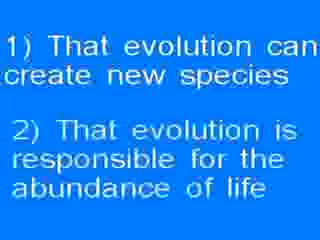 1) That evolution can
create new species
2) That evolution is
responsible for the
abundance of life